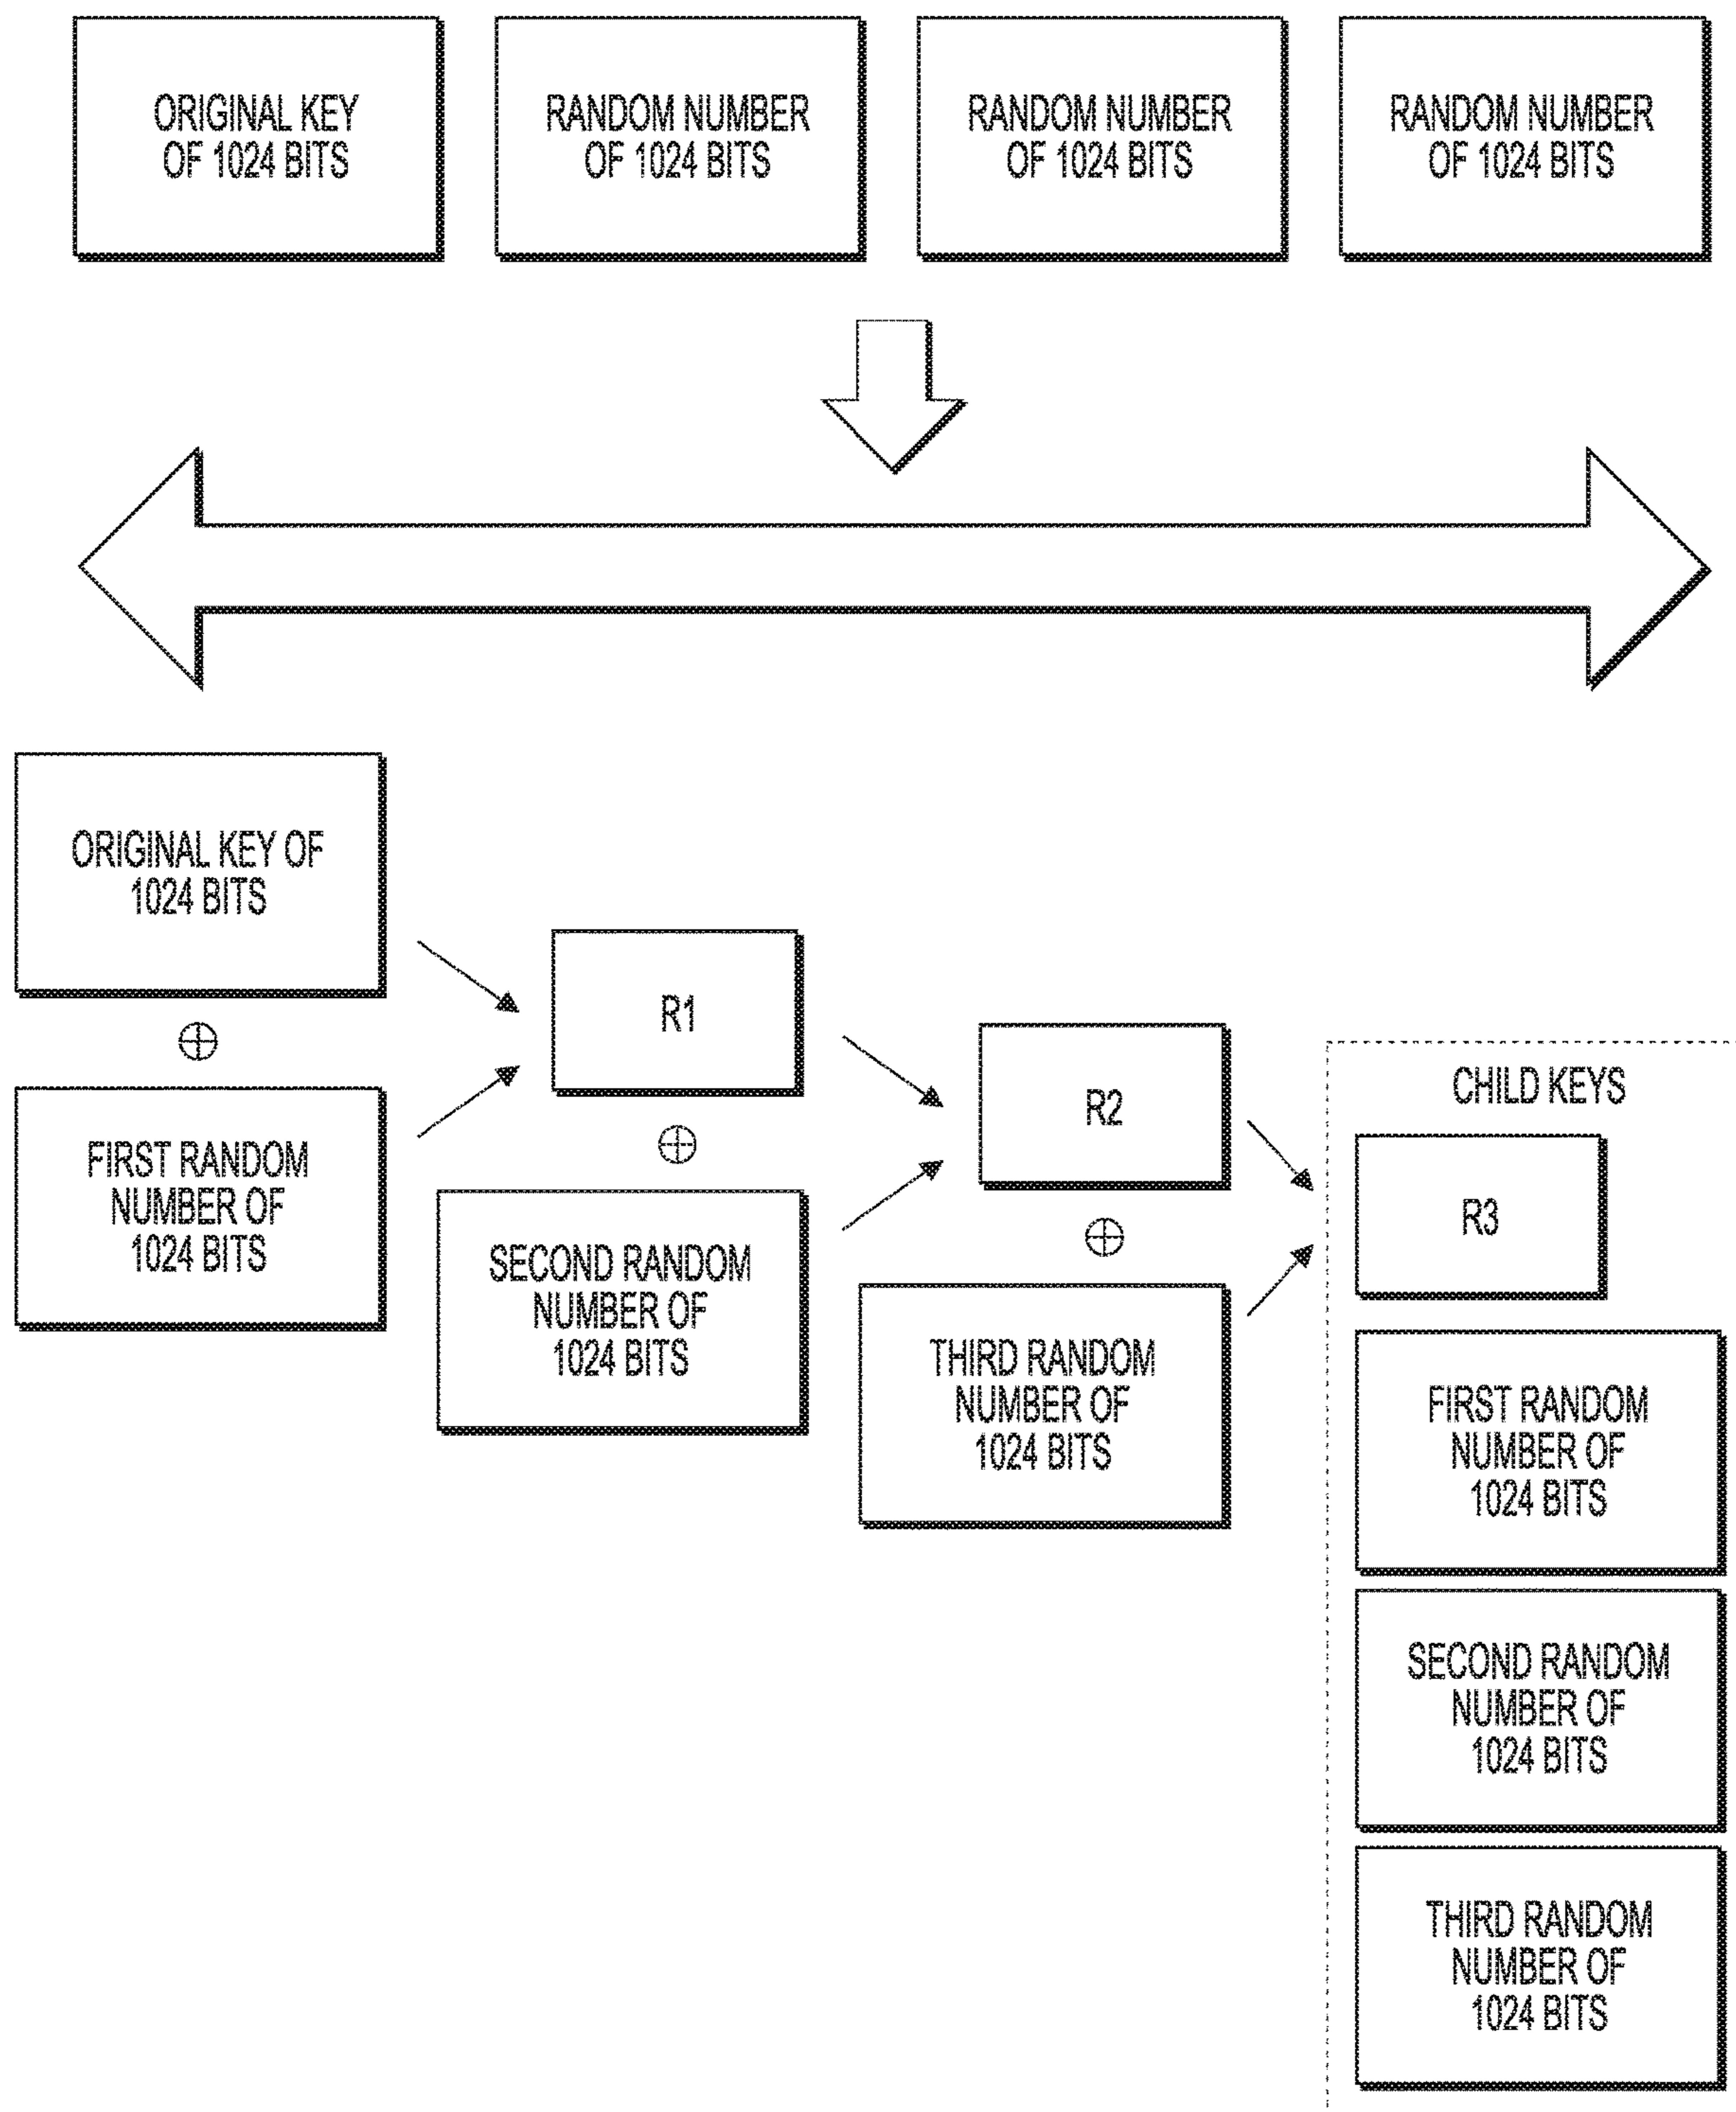 ORIGINAL KEY
OF 1024 BITS
RANDOM NUMBER
OF 1024 BITS
RANDOM NUMBER
OF 1024 BITS
RANDOM NUMBER
OF 1024 BITS
ORIGINAL KEY OF
1024 BITS
FIRST RANDOM
NUMBER OF
1024 BITS
R1
SECOND RANDOM
NUMBER OF
1024 BITS
R2
THIRD RANDOM
NUMBER OF
1024 BITS
CHILD KEYS
R3
FIRST RANDOM
NUMBER OF
1024 BITS
SECOND RANDOM
NUMBER OF
1024 BITS
THIRD RANDOM
NUMBER OF
1024 BITS